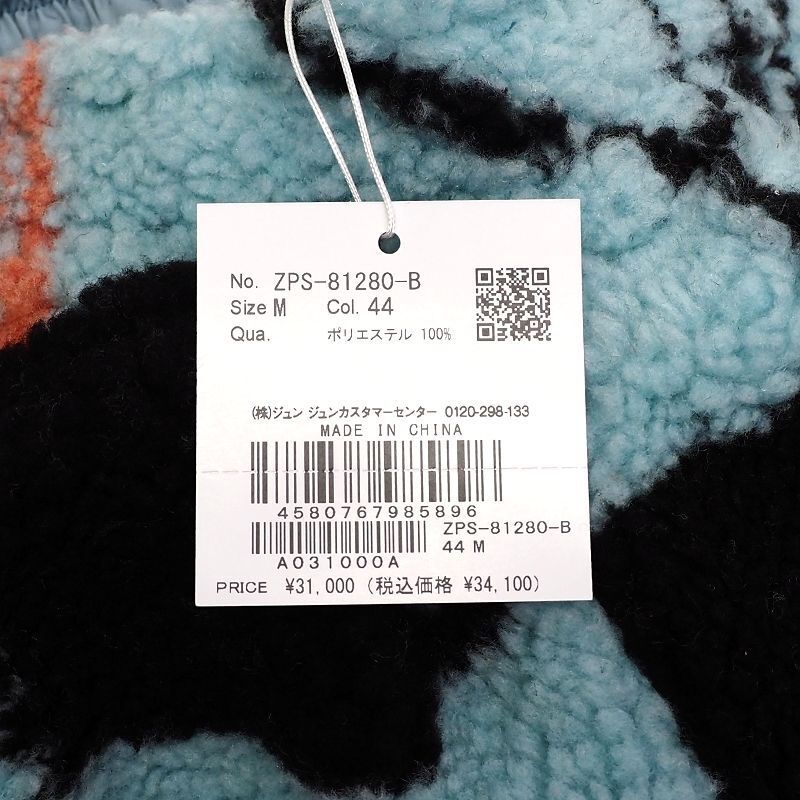 No. ZPS-81280-B
Size M Col. 44
Qua. ポリエステル 100%
(株)ジュン ジュンカスタマーセンター 0120-298-133
MADE IN CHINA
4580767985896
ZPS-81280-B
44 M
A031000A
PRICE ¥31,000 (税込価格 ¥34,100)